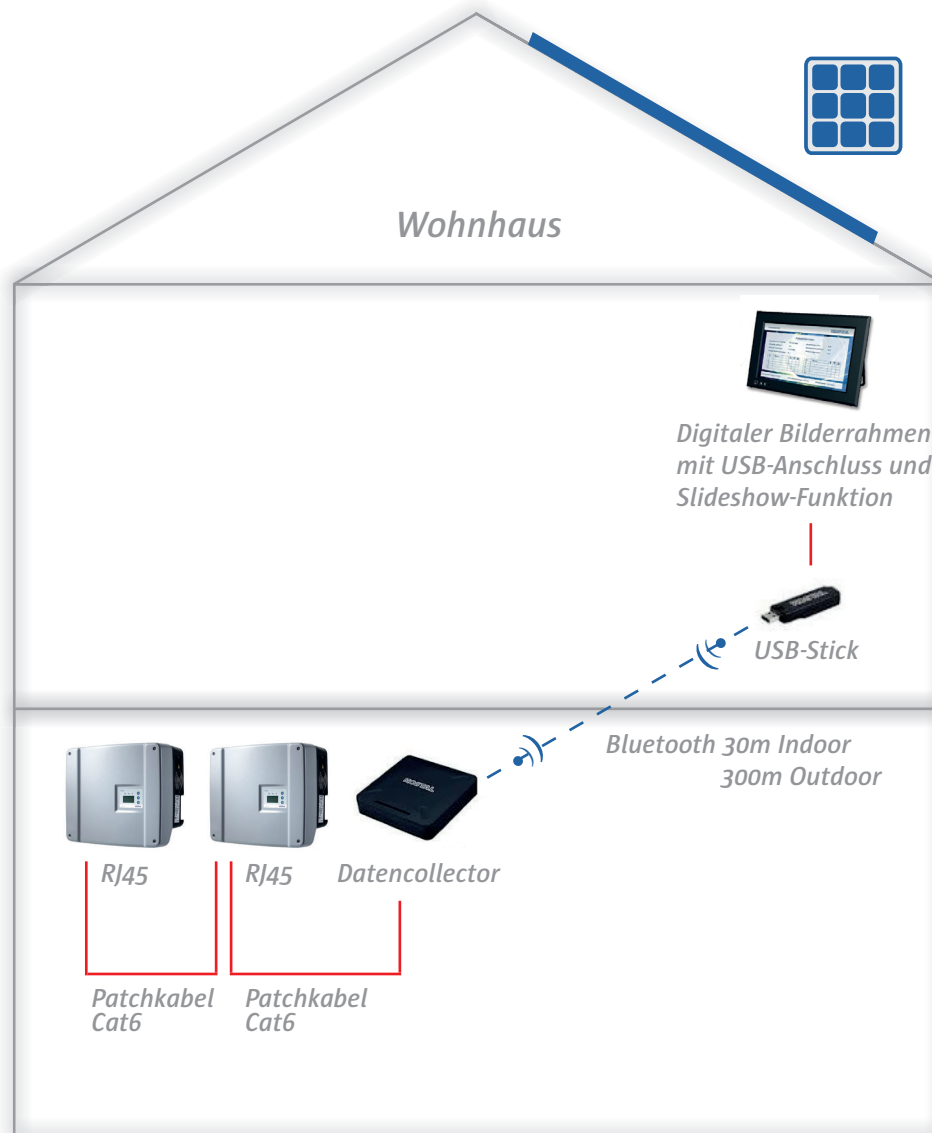 Wohnhaus
Digitaler Bilderrahmen
mit USB-Anschluss und
Slideshow-Funktion
USB-Stick
Bluetooth 30m Indoor
300m Outdoor
RJ45
RJ45
Datencollector
Patchkabel
Cat6
Patchkabel
Cat6